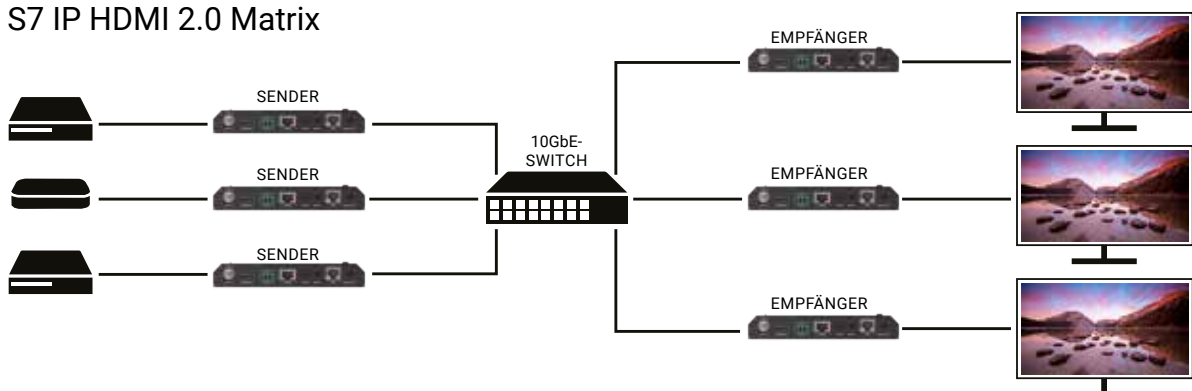 S7 IP HDMI 2.0 Matrix
SENDER
SENDER
SENDER
10GbE-
SWITCH
EMPFÄNGER
EMPFÄNGER
EMPFÄNGER